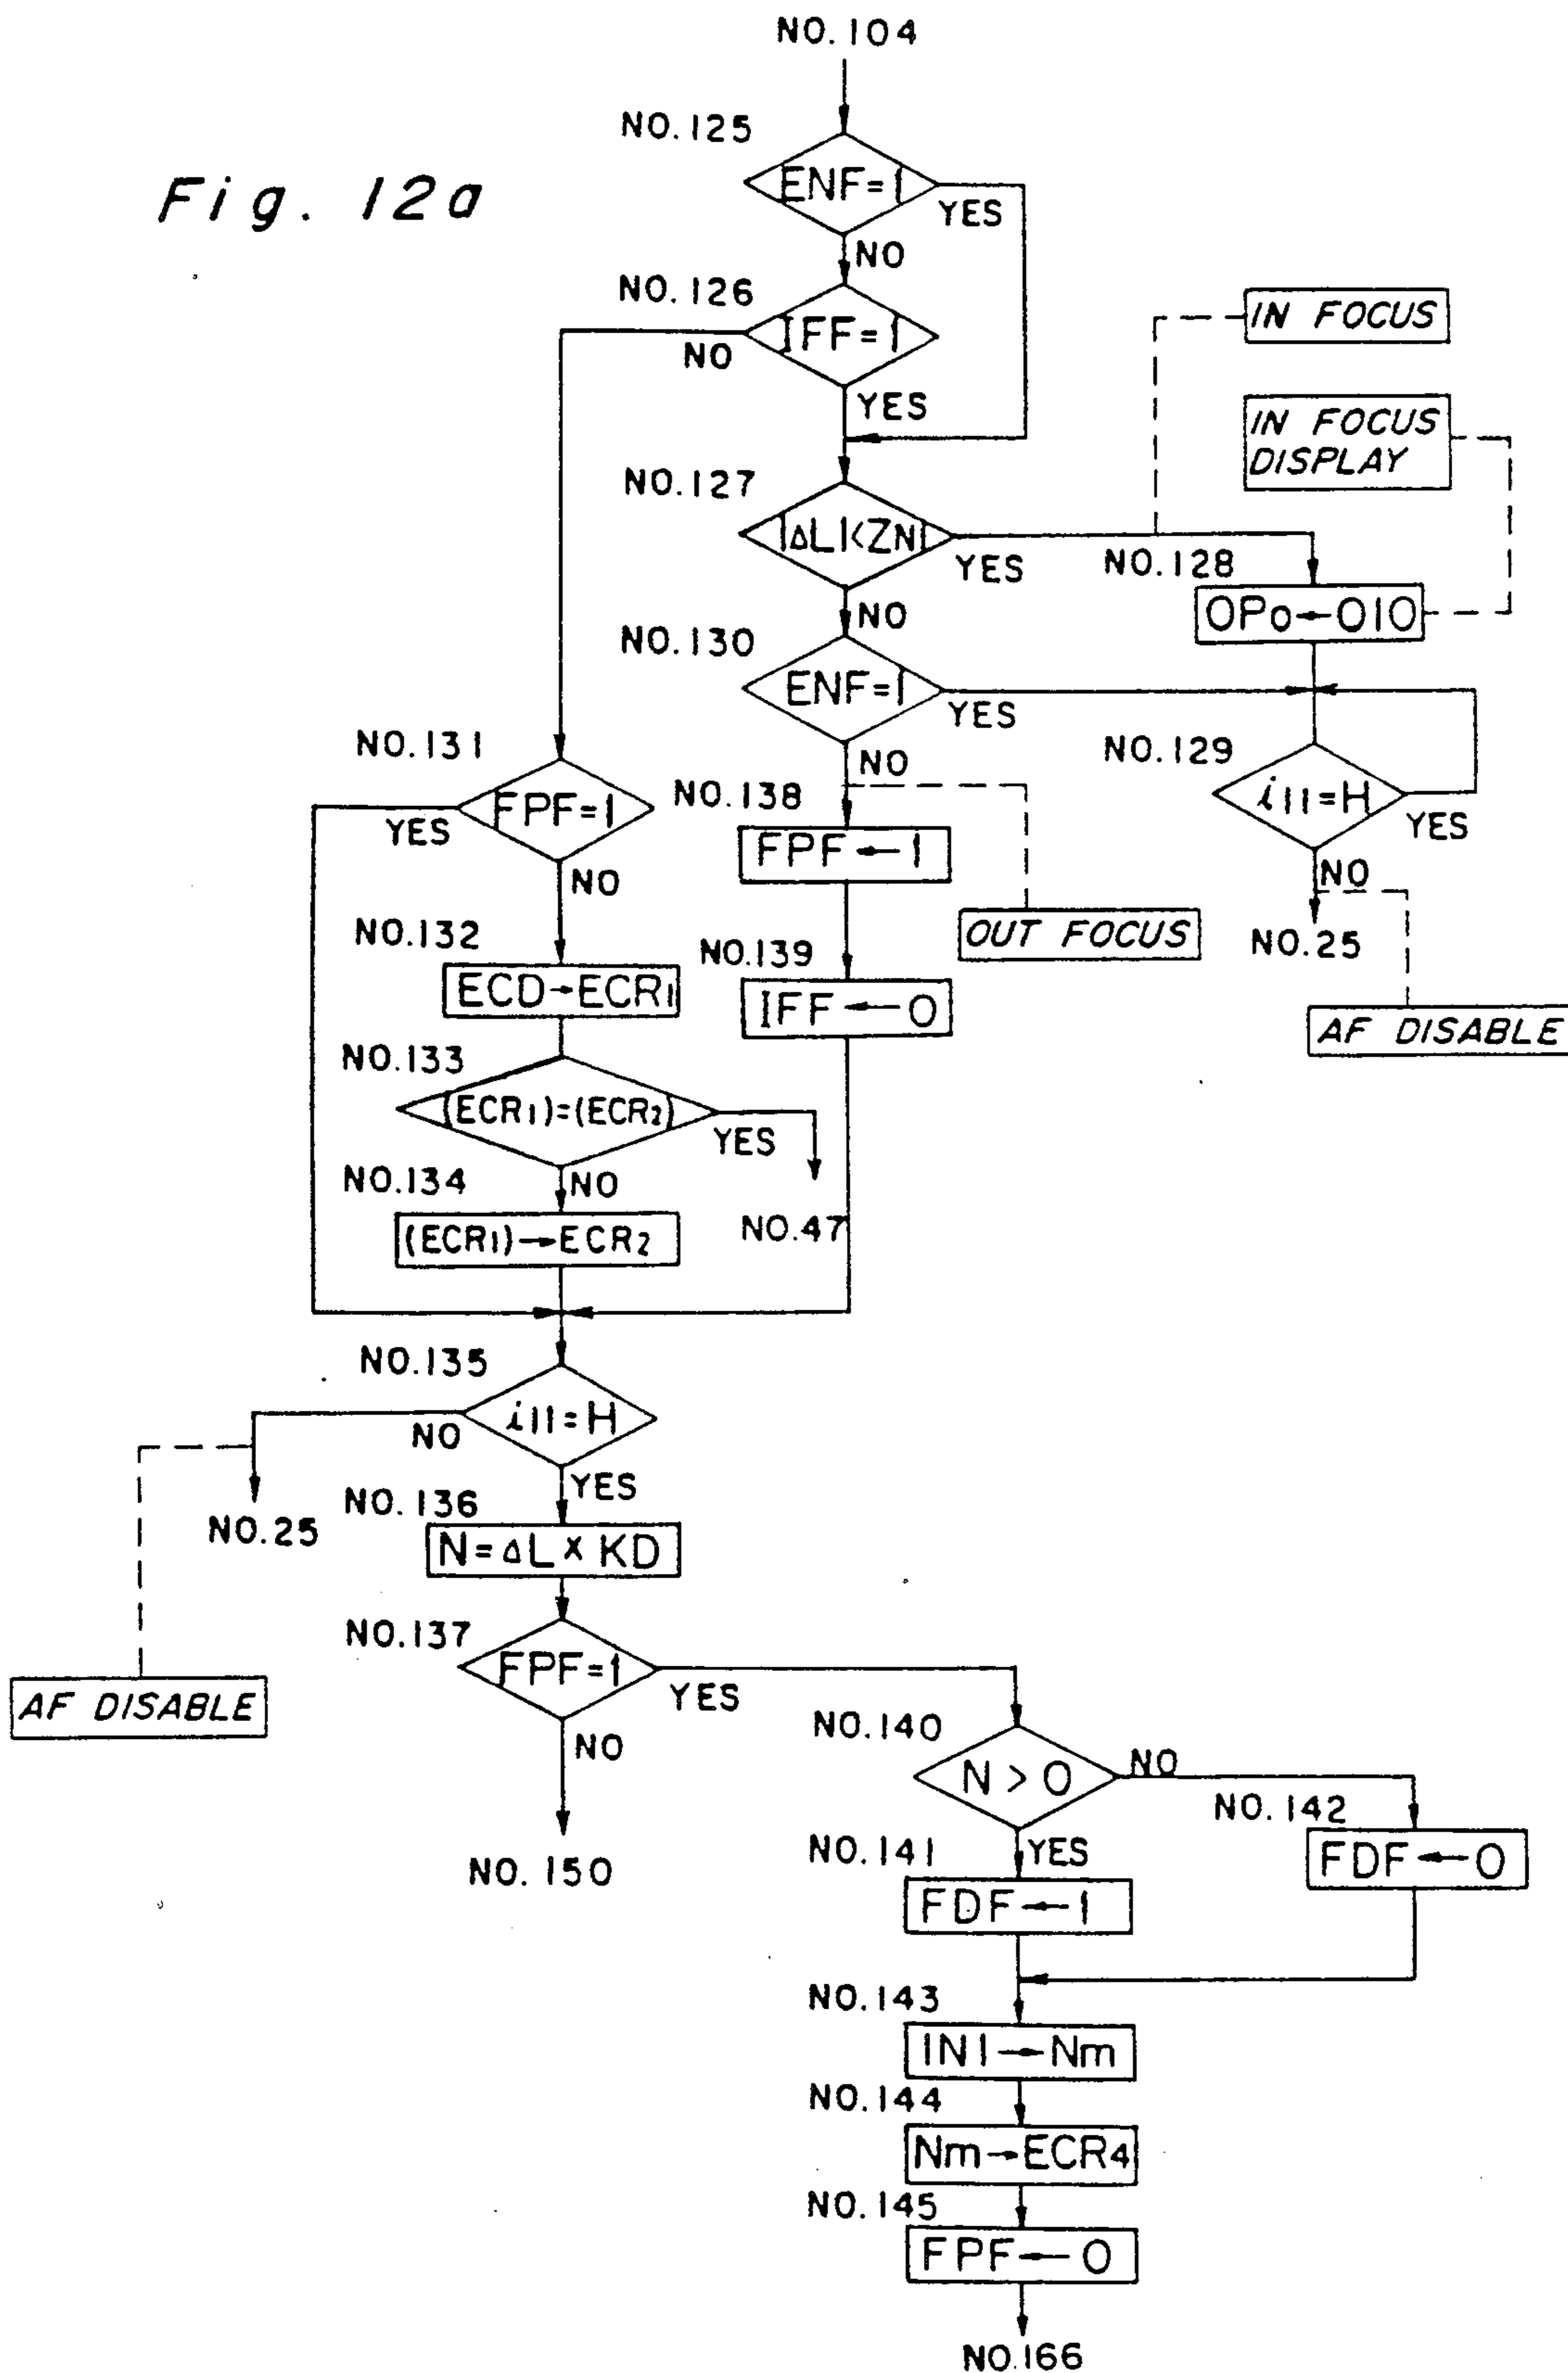 NO.104
Fig. 12a
NO.125
ENF=1
YES
NO
NO.126
IFF=1
NO
YES
IN FOCUS
IN FOCUS
DISPLAY
NO.127
|ΔL|<ZN
YES
NO
NO.128
OPo←010
NO.130
ENF=1
YES
NO
NO.129
i11=H
YES
NO
NO.25
AF DISABLE
NO.131
FPF=1
YES
NO
NO.138
FPF←1
OUT FOCUS
NO.132
ECD→ECR1
NO.139
IFF←0
NO.133
(ECR1)=(ECR2)
YES
NO
NO.47
NO.134
(ECR1)→ECR2
NO.135
i11=H
NO
YES
NO.25
AF DISABLE
NO.136
N=ΔL×KD
NO.137
FPF=1
YES
NO
NO.150
NO.140
N>0
NO
YES
NO.142
FDF←0
NO.141
FDF←1
NO.143
|N|→Nm
NO.144
Nm→ECR4
NO.145
FPF←0
NO.166